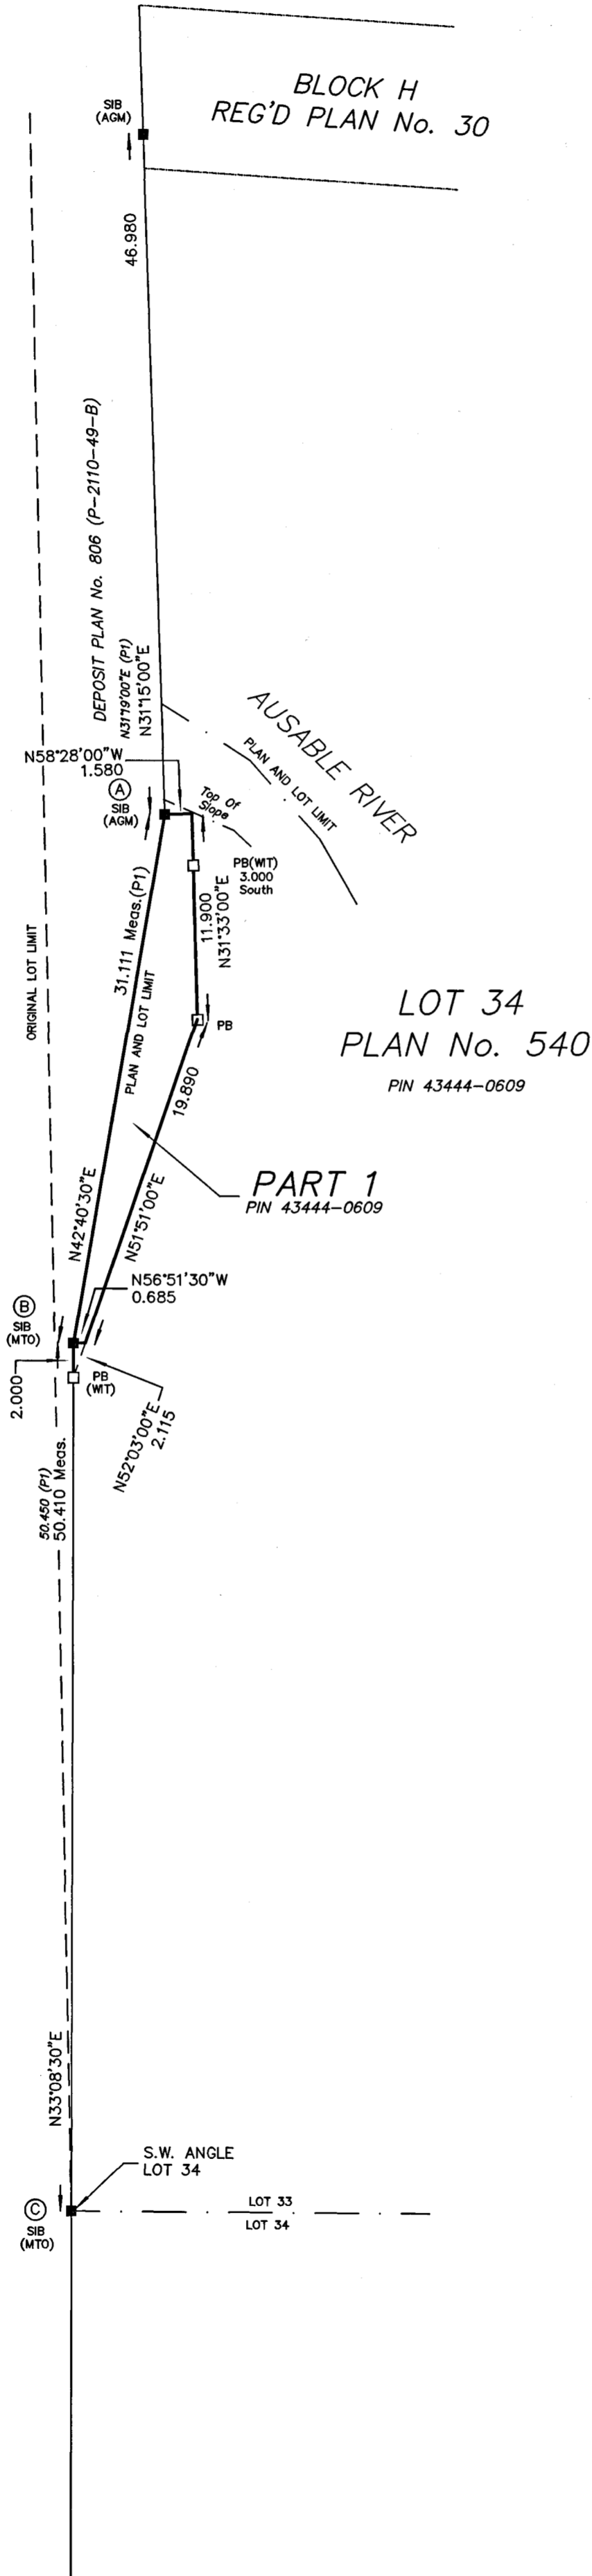 BLOCK H
REG'D PLAN No. 30
SIB
(AGM)
46.980
DEPOSIT PLAN No. 806 (P-2110-49-B)
N31°19'00"E (P1)
N31°15'00"E
AUSABLE RIVER
PLAN AND LOT LIMIT
N58°28'00"W
1.580
A
SIB
(AGM)
Top Of
Slope
PB(WIT)
3.000
South
11.900
N31°33'00"E
31.111 Meas.(P1)
PLAN AND LOT LIMIT
ORIGINAL LOT LIMIT
PB
LOT 34
PLAN No. 540
PIN 43444-0609
19.890
PART 1
PIN 43444-0609
N42°40'30"E
N51°51'00"E
N56°51'30"W
0.685
B
SIB
(MTO)
2.000
PB
(WIT)
N52°03'00"E
2.115
50.450 (P1)
50.410 Meas.
N33°08'30"E
S.W. ANGLE
LOT 34
C
SIB
(MTO)
LOT 33
LOT 34